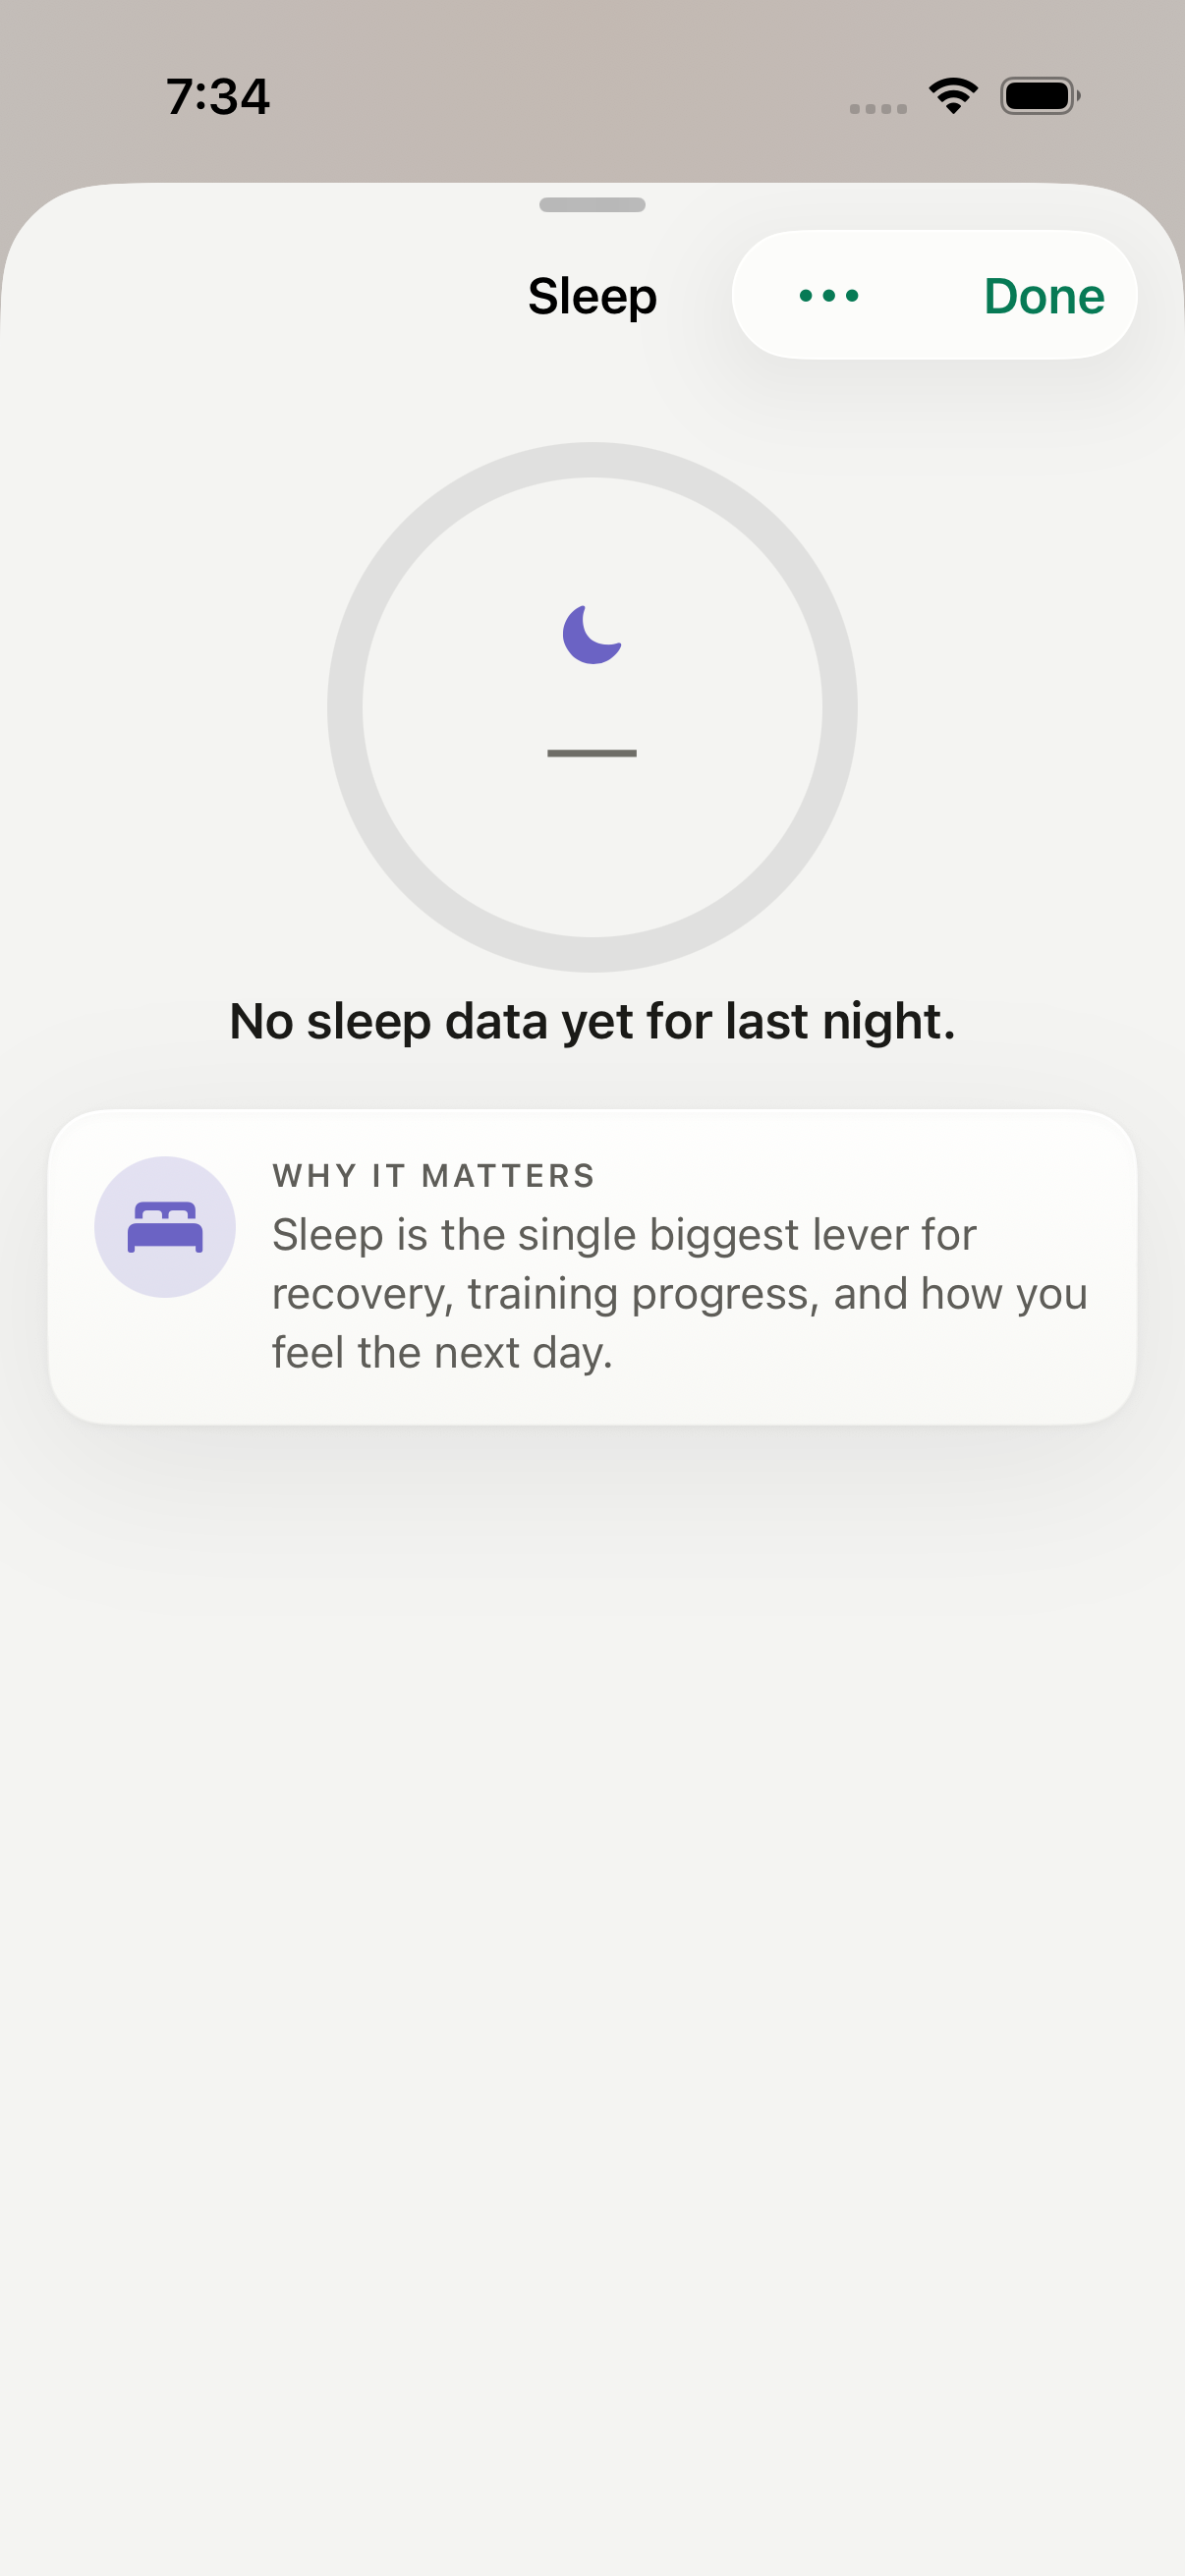 7:34
Sleep
Done
—
No sleep data yet for last night.
WHY IT MATTERS
Sleep is the single biggest lever for
recovery, training progress, and how you
feel the next day.